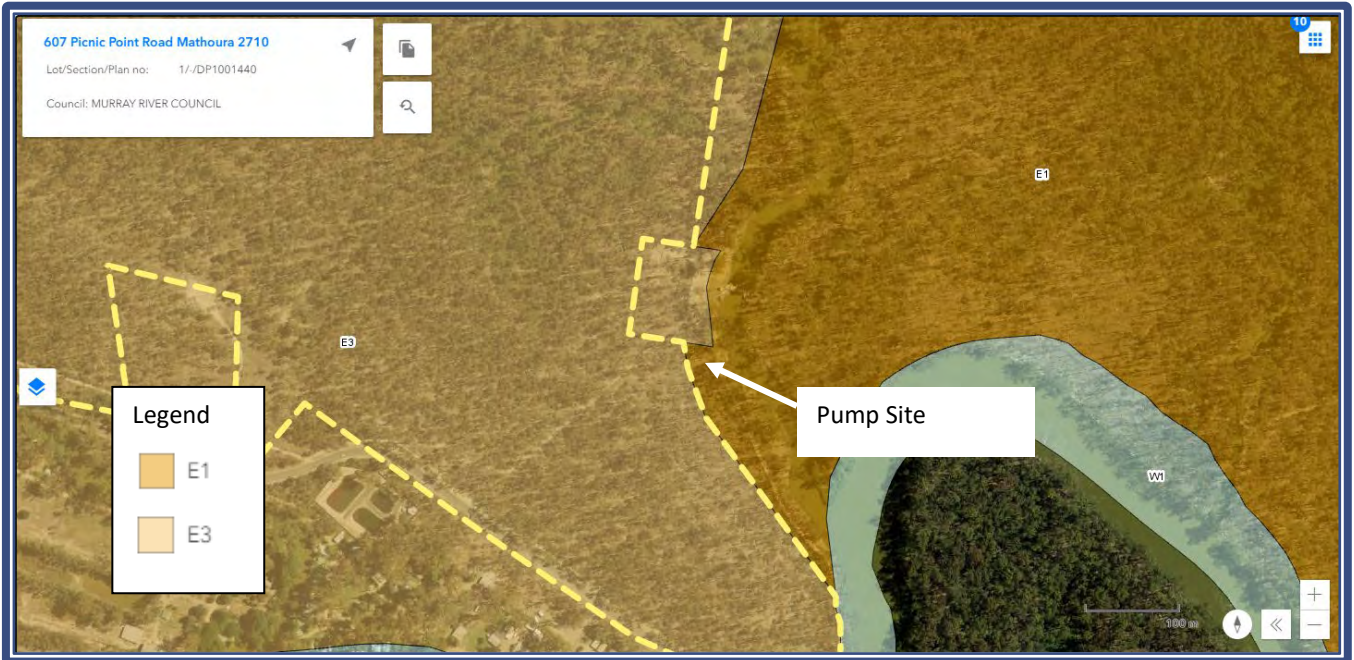 607 Picnic Point Road Mathoura 2710
Lot/Section/Plan no: 1/-/DP1001440
Council: MURRAY RIVER COUNCIL
10
E1
E3
Pump Site
Legend
E1
E3
W1
100 m